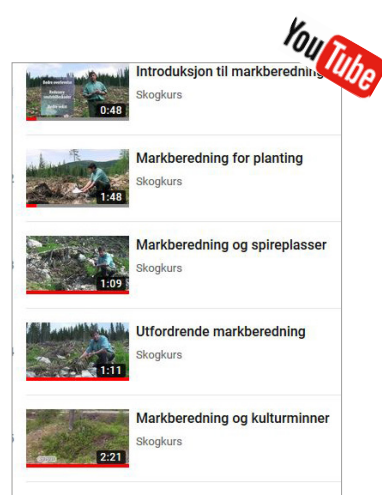 YouTube
Introduksjon til markberedning
Skogkurs
0:48
Markberedning for planting
Skogkurs
1:48
Markberedning og spireplasser
Skogkurs
1:09
Utfordrende markberedning
Skogkurs
1:11
Markberedning og kulturminner
Skogkurs
2:21